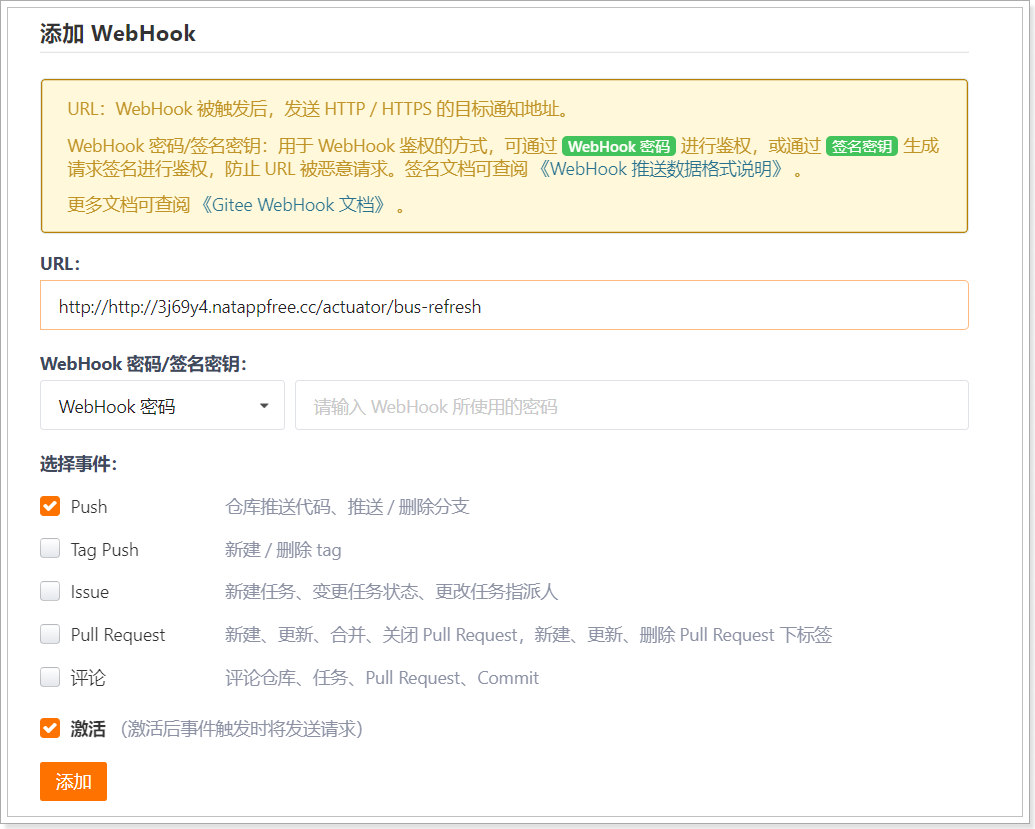 添加 WebHook
URL：WebHook 被触发后，发送 HTTP / HTTPS 的目标通知地址。
WebHook 密码/签名密钥：用于 WebHook 鉴权的方式，可通过 WebHook 密码 进行鉴权，或通过 签名密钥 生成
请求签名进行鉴权，防止 URL 被恶意请求。签名文档可查阅 《WebHook 推送数据格式说明》 。
更多文档可查阅 《Gitee WebHook 文档》 。
URL：
http://http://3j69y4.natappfree.cc/actuator/bus-refresh
WebHook 密码/签名密钥：
WebHook 密码 请输入 WebHook 所使用的密码
选择事件：
Push 仓库推送代码、推送 / 删除分支
Tag Push 新建 / 删除 tag
Issue 新建任务、变更任务状态、更改任务指派人
Pull Request 新建、更新、合并、关闭 Pull Request，新建、更新、删除 Pull Request 下标签
评论 评论仓库、任务、Pull Request、Commit
激活 （激活后事件触发时将发送请求）
添加